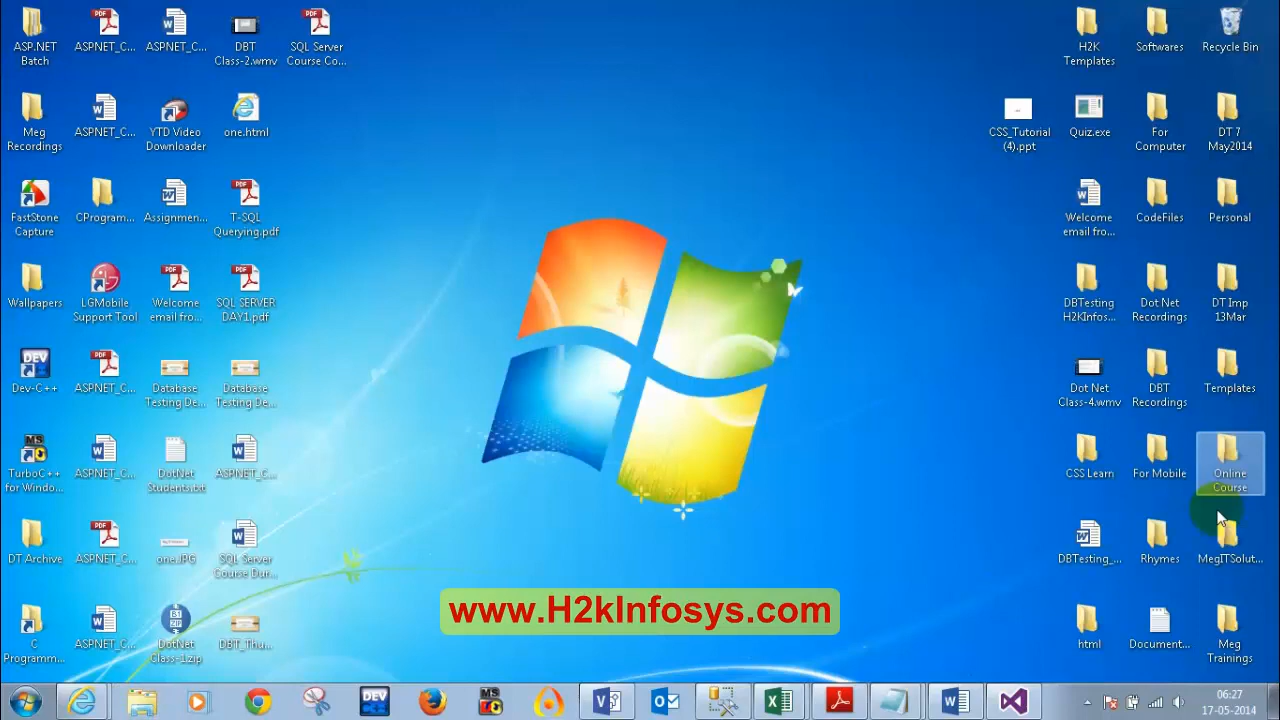 ASP.NET
Batch
ASPNET_C...
ASPNET_C...
DBT
Class-2.wmv
SQL Server
Course Co...
H2K
Templates
Softwares
Recycle Bin
Meg
Recordings
ASPNET_C...
YTD Video
Downloader
one.html
CSS_Tutorial
(4).ppt
Quiz.exe
For
Computer
DT 7
May2014
FastStone
Capture
CProgram...
Assignmen...
T-SQL
Querying.pdf
Welcome
email fro...
CodeFiles
Personal
Wallpapers
LGMobile
Support Tool
Welcome
email fro...
SQL SERVER
DAY1.pdf
DBTesting
H2KInfos...
Dot Net
Recordings
DT Imp
13Mar
DEV
Dev-C++
ASPNET_C...
Database
Testing De...
Database
Testing De...
Dot Net
Class-4.wmv
DBT
Recordings
Templates
MS
TurboC++
for Windo...
ASPNET_C...
DotNet
Students.txt
ASPNET_C...
CSS Learn
For Mobile
Online
Course
DT Archive
ASPNET_C...
one.JPG
SQL Server
Course Dur...
DBTesting_...
Rhymes
MegITSolut...
C
Programm...
ASPNET_C...
DotNet
Class-1.zip
DBT_Thu...
html
Document...
Meg
Trainings
www.H2kInfosys.com
DEV
MS
06:27
17-05-2014